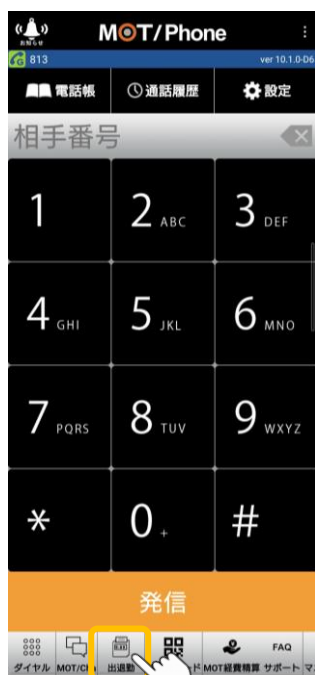 お知らせ
MOT/Phone
813
ver 10.1.0-D6
電話帳 通話履歴 設定
相手番号
1 2 ABC 3 DEF
4 GHI 5 JKL 6 MNO
7 PQRS 8 TUV 9 WXYZ
* 0 + #
発信
FAQ
ダイヤル MOT/C 出退勤 ド MOT経費精算 サポート マ